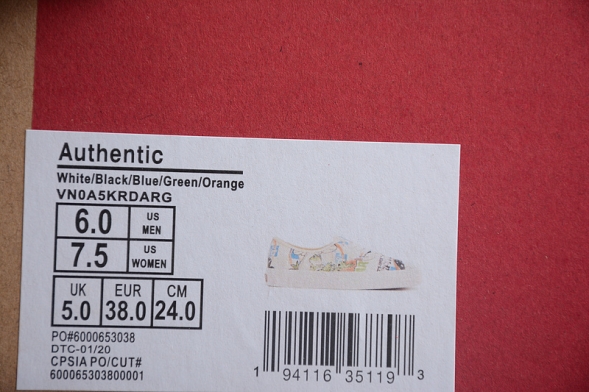 Authentic
White/Black/Blue/Green/Orange
VN0A5KRDARG
6.0 US MEN
7.5 US WOMEN
UK EUR CM
5.0 38.0 24.0
PO#6000653038
DTC-01/20
CPSIA PO/CUT#
600065303800001
1 94116 35119 3